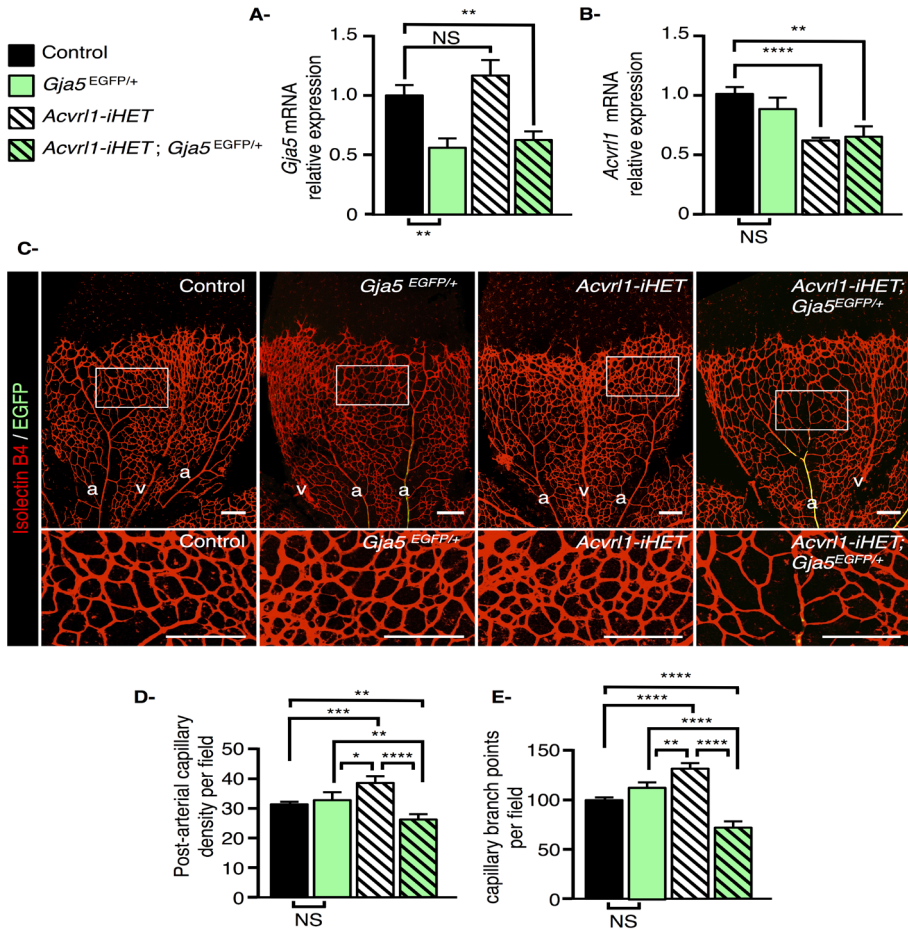 Control
Gja5 EGFP/+
Acvrl1-iHET
Acvrl1-iHET ; Gja5 EGFP/+
A-
Gja5 mRNA
relative expression
1.5
1.0
0.5
0
**
NS
**
B-
Acvrl1 mRNA
relative expression
1.5
1.0
0.5
0
**
****
NS
C-
Isolectin B4 / EGFP
Control
a
v
a
Gja5 EGFP/+
v
a
a
Acvrl1-iHET
a
v
a
Acvrl1-iHET;
Gja5EGFP/+
a
v
Control
Gja5 EGFP/+
Acvrl1-iHET
Acvrl1-iHET;
Gja5EGFP/+
D-
Post-arterial capillary
density per field
50
40
30
20
10
0
**
***
**
*
****
NS
E-
capillary branch points
per field
150
100
50
0
****
****
****
**
****
NS